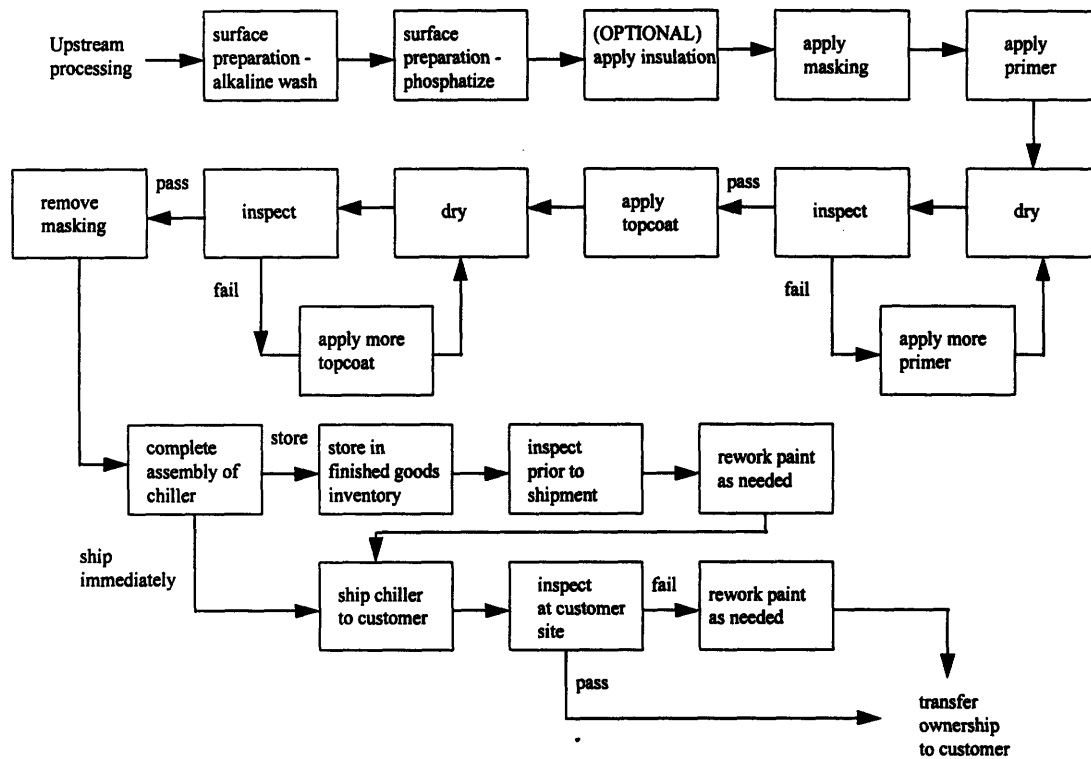 Upstream
processing
surface
preparation -
alkaline wash
surface
preparation -
phosphatize
(OPTIONAL)
apply insulation
apply
masking
apply
primer
remove
masking
pass
inspect
dry
apply
topcoat
pass
inspect
dry
fail
apply more
topcoat
fail
apply more
primer
complete
assembly of
chiller
store
store in
finished goods
inventory
inspect
prior to
shipment
rework paint
as needed
ship
immediately
ship chiller
to customer
inspect
at customer
site
fail
rework paint
as needed
pass
transfer
ownership
to customer